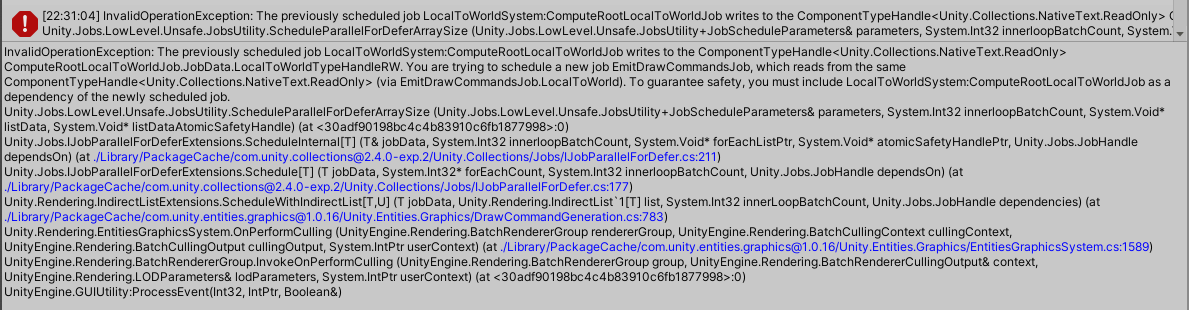 [22:31:04] InvalidOperationException: The previously scheduled job LocalToWorldSystem:ComputeRootLocalToWorldJob writes to the ComponentTypeHandle<Unity.Collections.NativeText.ReadOnly>
Unity.Jobs.LowLevel.Unsafe.JobsUtility.ScheduleParallelForDeferArraySize (Unity.Jobs.LowLevel.Unsafe.JobsUtility+JobScheduleParameters& parameters, System.Int32 innerloopBatchCount, System.
InvalidOperationException: The previously scheduled job LocalToWorldSystem:ComputeRootLocalToWorldJob writes to the ComponentTypeHandle<Unity.Collections.NativeText.ReadOnly>
ComputeRootLocalToWorldJob.JobData.LocalToWorldTypeHandleRW. You are trying to schedule a new job EmitDrawCommandsJob, which reads from the same
ComponentTypeHandle<Unity.Collections.NativeText.ReadOnly> (via EmitDrawCommandsJob.LocalToWorld). To guarantee safety, you must include LocalToWorldSystem:ComputeRootLocalToWorldJob as a
dependency of the newly scheduled job.
Unity.Jobs.LowLevel.Unsafe.JobsUtility.ScheduleParallelForDeferArraySize (Unity.Jobs.LowLevel.Unsafe.JobsUtility+JobScheduleParameters& parameters, System.Int32 innerloopBatchCount, System.Void*
listData, System.Void* listDataAtomicSafetyHandle) (at <30adf90198bc4c4b83910c6fb1877998>:0)
Unity.Jobs.IJobParallelForDeferExtensions.ScheduleInternal[T] (T& jobData, System.Int32 innerloopBatchCount, System.Void* forEachListPtr, System.Void* atomicSafetyHandlePtr, Unity.Jobs.JobHandle
dependsOn) (at ./Library/PackageCache/com.unity.collections@2.4.0-exp.2/Unity.Collections/Jobs/IJobParallelForDefer.cs:211)
Unity.Jobs.IJobParallelForDeferExtensions.Schedule[T] (T jobData, System.Int32* forEachCount, System.Int32 innerloopBatchCount, Unity.Jobs.JobHandle dependsOn) (at
./Library/PackageCache/com.unity.collections@2.4.0-exp.2/Unity.Collections/Jobs/IJobParallelForDefer.cs:177)
Unity.Rendering.IndirectListExtensions.ScheduleWithIndirectList[T,U] (T jobData, Unity.Rendering.IndirectList`1[T] list, System.Int32 innerLoopBatchCount, Unity.Jobs.JobHandle dependencies) (at
./Library/PackageCache/com.unity.entities.graphics@1.0.16/Unity.Entities.Graphics/DrawCommandGeneration.cs:783)
Unity.Rendering.EntitiesGraphicsSystem.OnPerformCulling (UnityEngine.Rendering.BatchRendererGroup rendererGroup, UnityEngine.Rendering.BatchCullingContext cullingContext,
UnityEngine.Rendering.BatchCullingOutput cullingOutput, System.IntPtr userContext) (at ./Library/PackageCache/com.unity.entities.graphics@1.0.16/Unity.Entities.Graphics/EntitiesGraphicsSystem.cs:1589)
UnityEngine.Rendering.BatchRendererGroup.InvokeOnPerformCulling (UnityEngine.Rendering.BatchRendererGroup group, UnityEngine.Rendering.BatchRendererCullingOutput& context,
UnityEngine.Rendering.LODParameters& lodParameters, System.IntPtr userContext) (at <30adf90198bc4c4b83910c6fb1877998>:0)
UnityEngine.GUIUtility:ProcessEvent(Int32, IntPtr, Boolean&)